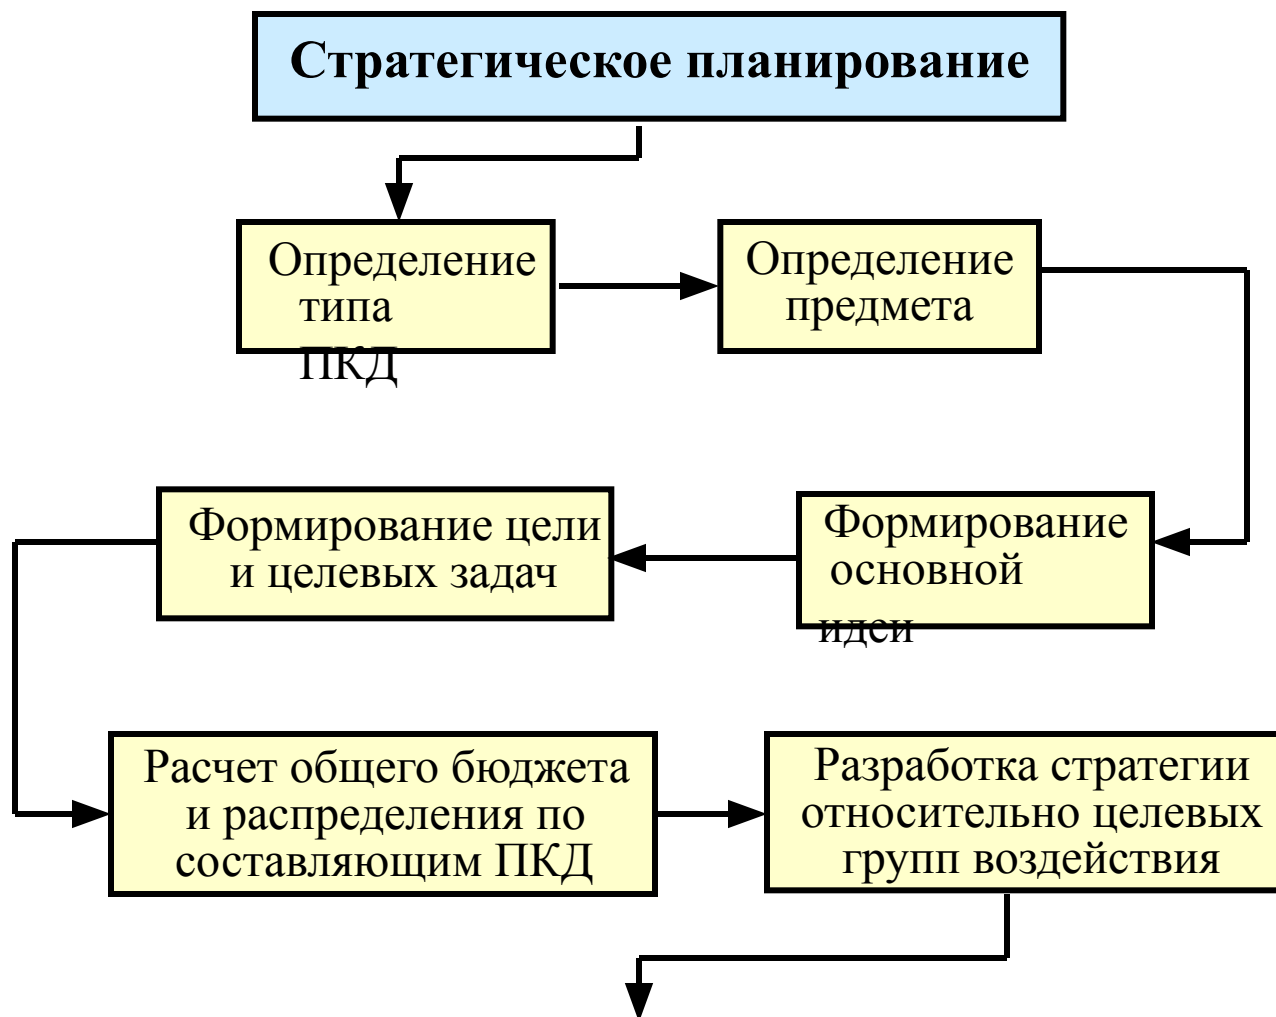 Стратегическое планирование
Определение
типа
ПКД
Определение
предмета
Формирование цели
и целевых задач
Формирование
основной
идеи
Расчет общего бюджета
и распределения по
составляющим ПКД
Разработка стратегии
относительно целевых
групп воздействия